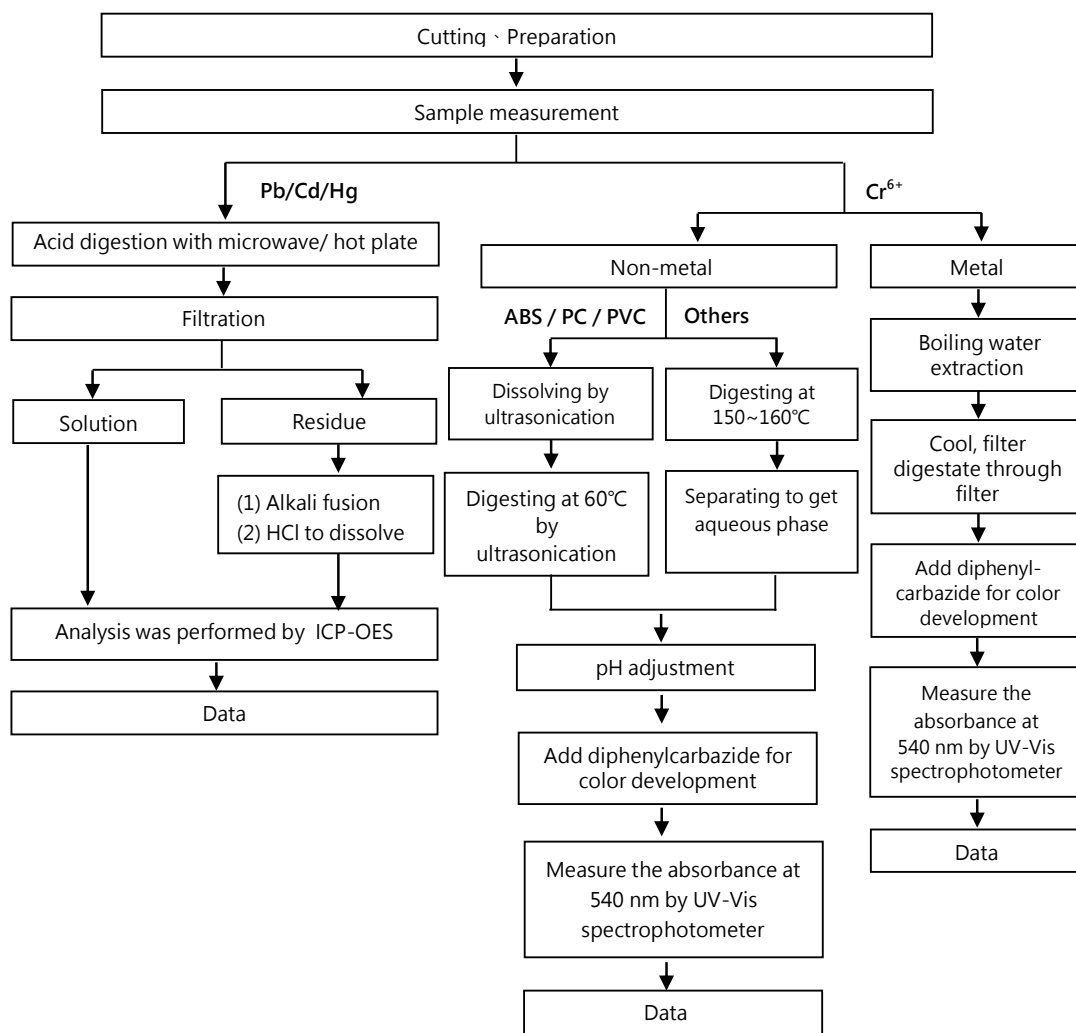 Cutting、Preparation
Sample measurement
Pb/Cd/Hg
Acid digestion with microwave/ hot plate
Filtration
Solution
Residue
(1) Alkali fusion
(2) HCl to dissolve
Analysis was performed by ICP-OES
Data
Cr⁶⁺
Non-metal
ABS / PC / PVC
Others
Dissolving by
ultrasonication
Digesting at 60℃
by
ultrasonication
Digesting at
150~160℃
Separating to get
aqueous phase
pH adjustment
Add diphenylcarbazide for
color development
Measure the absorbance at
540 nm by UV-Vis
spectrophotometer
Data
Metal
Boiling water
extraction
Cool, filter
digestate through
filter
Add diphenyl-
carbazide for color
development
Measure the
absorbance at
540 nm by UV-Vis
spectrophotometer
Data